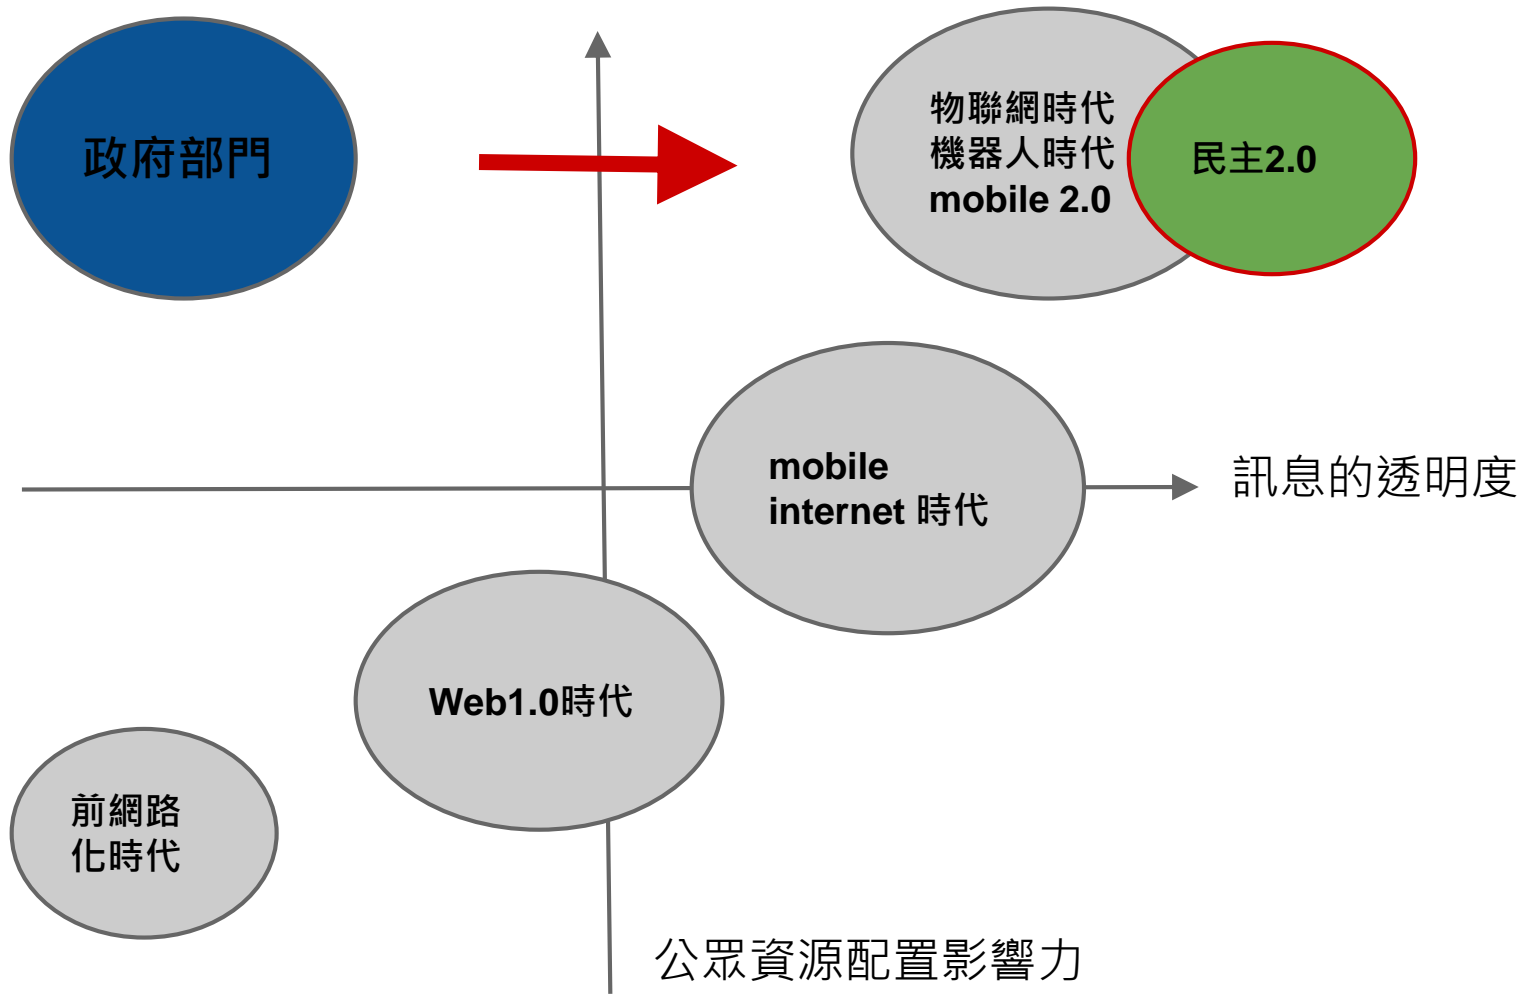 政府部門
物聯網時代
機器人時代
mobile 2.0
民主2.0
mobile
internet 時代
訊息的透明度
Web1.0時代
前網路
化時代
公眾資源配置影響力